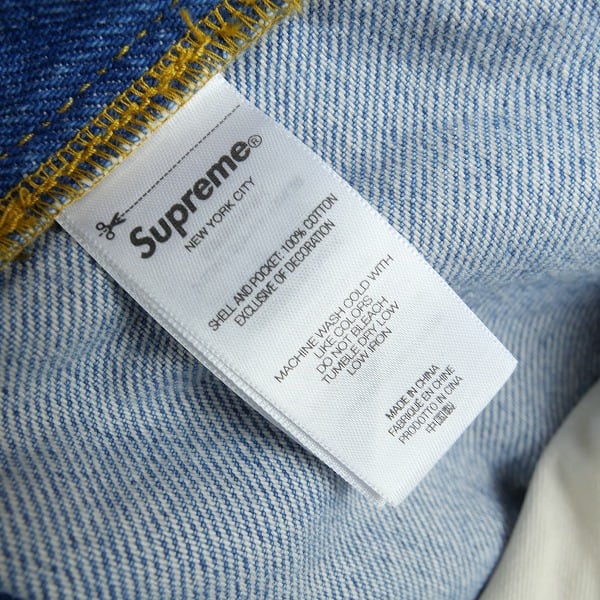 Supreme®
NEW YORK CITY
SHELL AND POCKET: 100% COTTON
EXCLUSIVE OF DECORATION
MACHINE WASH COLD WITH
LIKE COLORS
DO NOT BLEACH
TUMBLE DRY LOW
LOW IRON
MADE IN CHINA
FABRIQUÉ EN CHINE
PRODOTTO IN CINA
中国製